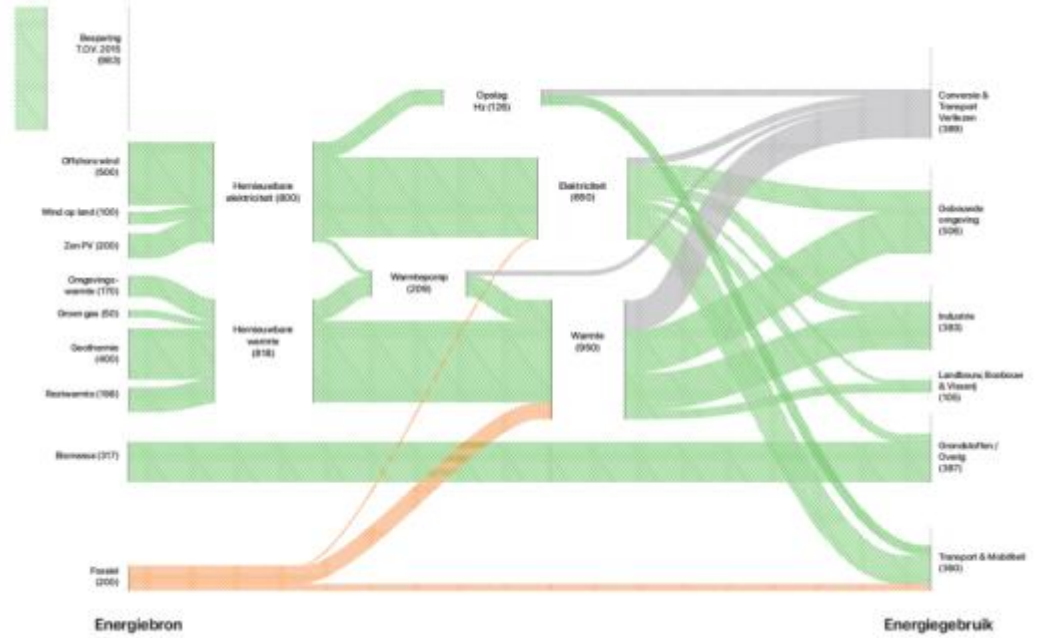 Besparing
T.O.V. 2015
(983)
Offshore wind
(500)
Wind op land (100)
Zon PV (200)
Omgevings-
warmte (170)
Groen gas (50)
Geothermie
(400)
Restwarmte (198)
Biomassa (317)
Fossiel
(200)
Hernieuwbare
elektriciteit (800)
Hernieuwbare
warmte
(818)
Opslag
H2 (126)
Warmtepomp
(209)
Elektriciteit
(650)
Warmte
(950)
Conversie &
Transport
Verliezen
(389)
Gebouwde
omgeving
(506)
Industrie
(383)
Landbouw, Bosbouw
& Visserij
(105)
Grondstoffen /
Overig
(387)
Transport & Mobiliteit
(360)
Energiebron
Energiegebruik